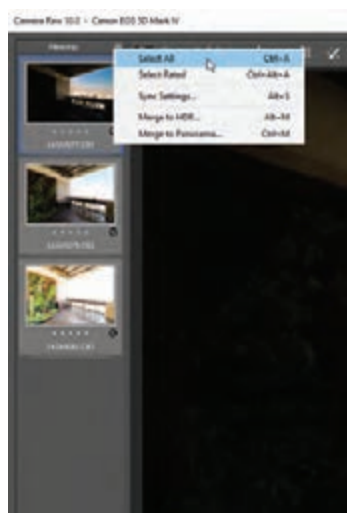 Camera Raw 10.0 - Canon EOS 5D Mark IV
Filmstrip
Select All Ctrl+A
Select Rated Ctrl+Alt+A
Sync Settings... Alt+S
Merge to HDR... Alt+M
Merge to Panorama... Ctrl+M